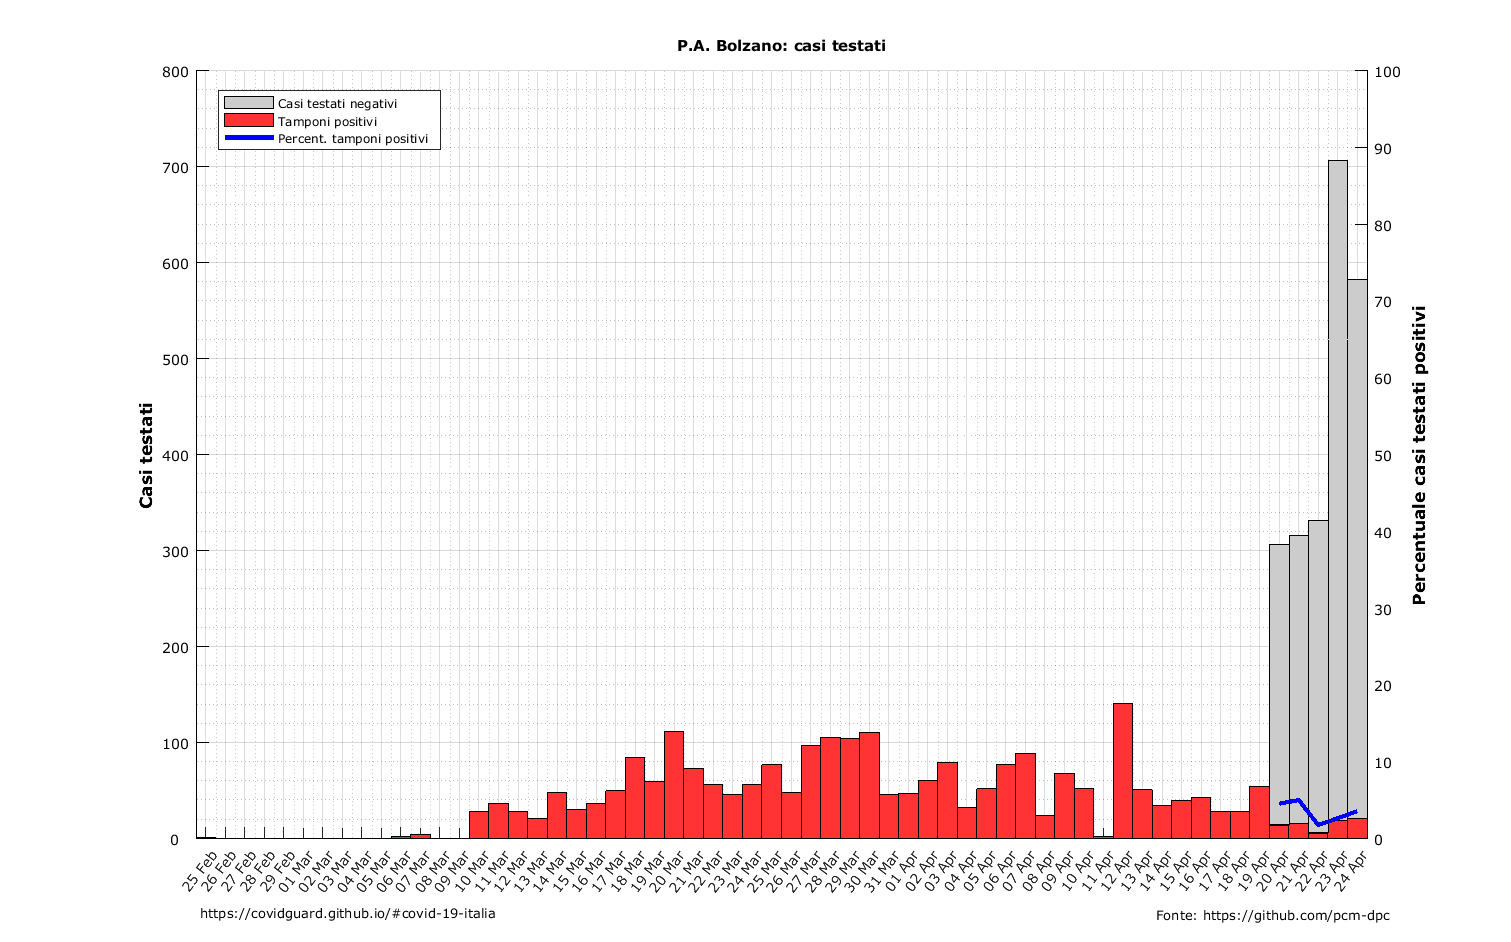 P.A. Bolzano: casi testati
Casi testati negativi
Tamponi positivi
Percent. tamponi positivi
Casi testati
800
700
600
500
400
300
200
100
0
100
90
80
70
60
50
40
30
20
10
0
Percentuale casi testati positivi
25 Feb
26 Feb
27 Feb
28 Feb
29 Feb
01 Mar
02 Mar
03 Mar
04 Mar
05 Mar
06 Mar
07 Mar
08 Mar
09 Mar
10 Mar
11 Mar
12 Mar
13 Mar
14 Mar
15 Mar
16 Mar
17 Mar
18 Mar
19 Mar
20 Mar
21 Mar
22 Mar
23 Mar
24 Mar
25 Mar
26 Mar
27 Mar
28 Mar
29 Mar
30 Mar
31 Mar
01 Apr
02 Apr
03 Apr
04 Apr
05 Apr
06 Apr
07 Apr
08 Apr
09 Apr
10 Apr
11 Apr
12 Apr
13 Apr
14 Apr
15 Apr
16 Apr
17 Apr
18 Apr
19 Apr
20 Apr
21 Apr
22 Apr
23 Apr
24 Apr
https://covidguard.github.io/#covid-19-italia
Fonte: https://github.com/pcm-dpc